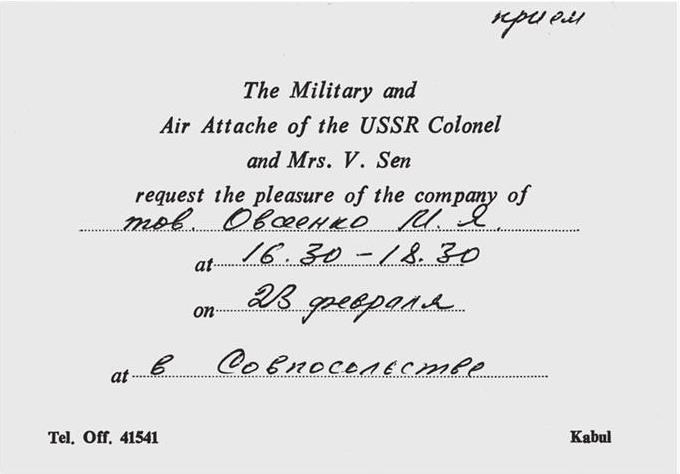 прием
The Military and
Air Attache of the USSR Colonel
and Mrs. V. Sen
request the pleasure of the company of
тов. Овсеенко И. Я.
at 16.30 – 18.30
on 23 февраля
at в Совпосольстве
Tel. Off. 41541 Kabul